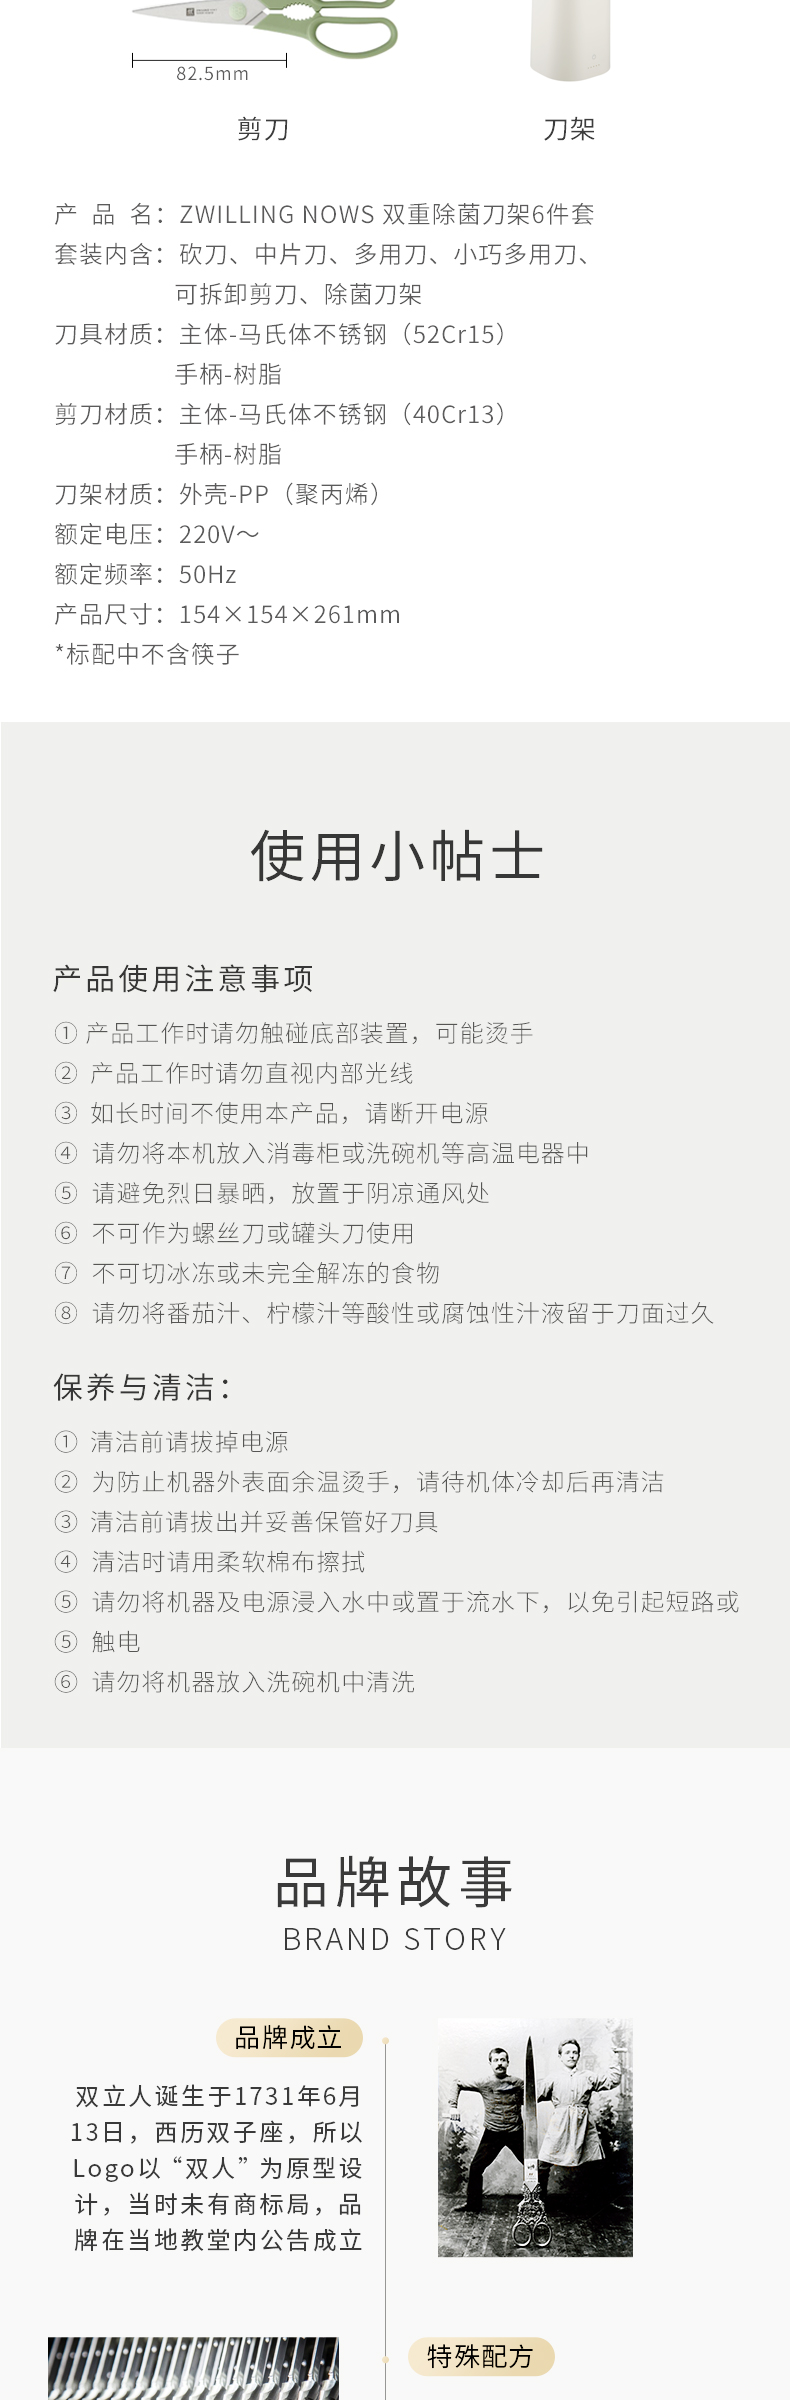 82.5mm
剪刀
刀架
产 品 名：ZWILLING NOWS 双重除菌刀架6件套
套装内含：砍刀、中片刀、多用刀、小巧多用刀、
可拆卸剪刀、除菌刀架
刀具材质：主体-马氏体不锈钢（52Cr15）
手柄-树脂
剪刀材质：主体-马氏体不锈钢（40Cr13）
手柄-树脂
刀架材质：外壳-PP（聚丙烯）
额定电压：220V～
额定频率：50Hz
产品尺寸：154×154×261mm
*标配中不含筷子
使用小帖士
产品使用注意事项
① 产品工作时请勿触碰底部装置，可能烫手
② 产品工作时请勿直视内部光线
③ 如长时间不使用本产品，请断开电源
④ 请勿将本机放入消毒柜或洗碗机等高温电器中
⑤ 请避免烈日暴晒，放置于阴凉通风处
⑥ 不可作为螺丝刀或罐头刀使用
⑦ 不可切冰冻或未完全解冻的食物
⑧ 请勿将番茄汁、柠檬汁等酸性或腐蚀性汁液留于刀面过久
保养与清洁：
① 清洁前请拔掉电源
② 为防止机器外表面余温烫手，请待机体冷却后再清洁
③ 清洁前请拔出并妥善保管好刀具
④ 清洁时请用柔软棉布擦拭
⑤ 请勿将机器及电源浸入水中或置于流水下，以免引起短路或
⑤ 触电
⑥ 请勿将机器放入洗碗机中清洗
品牌故事
BRAND STORY
品牌成立
双立人诞生于1731年6月
13日，西历双子座，所以
Logo以“双人”为原型设
计，当时未有商标局，品
牌在当地教堂内公告成立
特殊配方